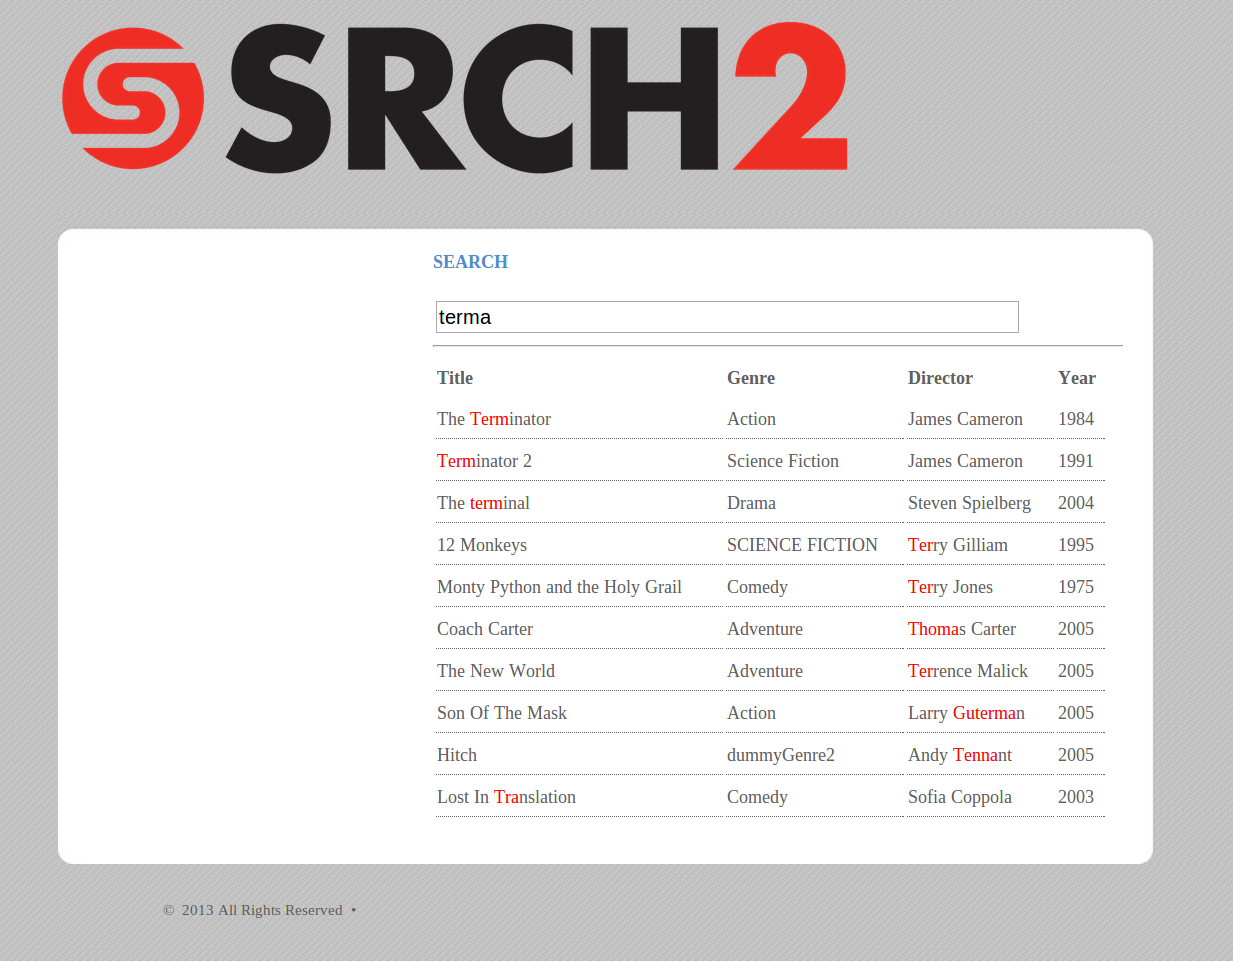 SRCH2
SEARCH
terma
Title Genre Director Year
The Terminator Action James Cameron 1984
Terminator 2 Science Fiction James Cameron 1991
The terminal Drama Steven Spielberg 2004
12 Monkeys SCIENCE FICTION Terry Gilliam 1995
Monty Python and the Holy Grail Comedy Terry Jones 1975
Coach Carter Adventure Thomas Carter 2005
The New World Adventure Terrence Malick 2005
Son Of The Mask Action Larry Guterman 2005
Hitch dummyGenre2 Andy Tennant 2005
Lost In Translation Comedy Sofia Coppola 2003
© 2013 All Rights Reserved •